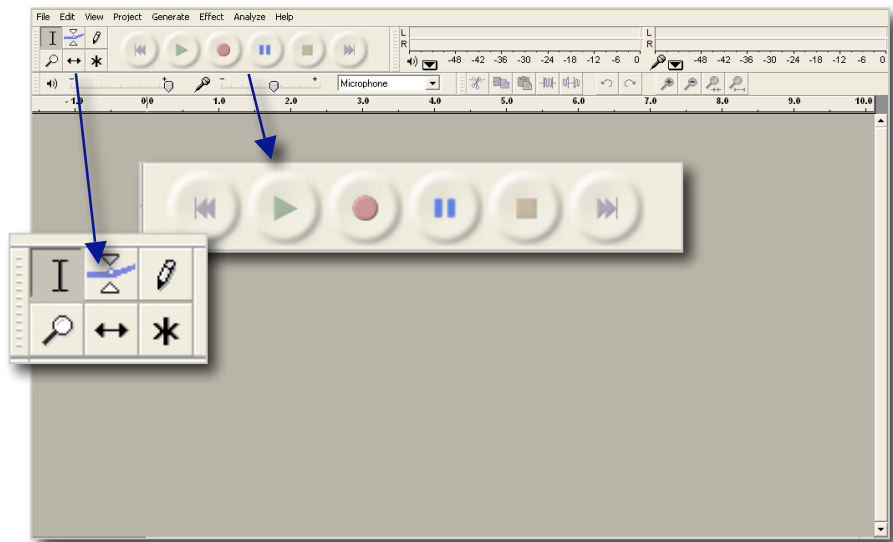 File Edit View Project Generate Effect Analyze Help
L L
R R
-48 -42 -36 -30 -24 -18 -12 -6 0 -48 -42 -36 -30 -24 -18 -12 -6 0
Microphone
- 1.0 0.0 1.0 2.0 3.0 4.0 5.0 6.0 7.0 8.0 9.0 10.0